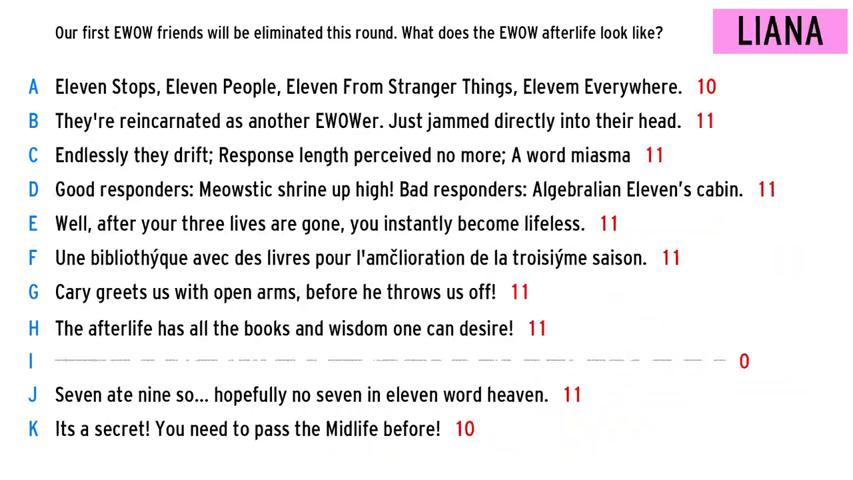 Our first EWOW friends will be eliminated this round. What does the EWOW afterlife look like?
LIANA
A Eleven Stops, Eleven People, Eleven From Stranger Things, Elevem Everywhere. 10
B They're reincarnated as another EWOWer. Just jammed directly into their head. 11
C Endlessly they drift; Response length perceived no more; A word miasma 11
D Good responders: Meowstic shrine up high! Bad responders: Algebralian Eleven's cabin. 11
E Well, after your three lives are gone, you instantly become lifeless. 11
F Une bibliothýque avec des livres pour l'amčlioration de la troisiýme saison. 11
G Cary greets us with open arms, before he throws us off! 11
H The afterlife has all the books and wisdom one can desire! 11
I 0
J Seven ate nine so... hopefully no seven in eleven word heaven. 11
K Its a secret! You need to pass the Midlife before! 10